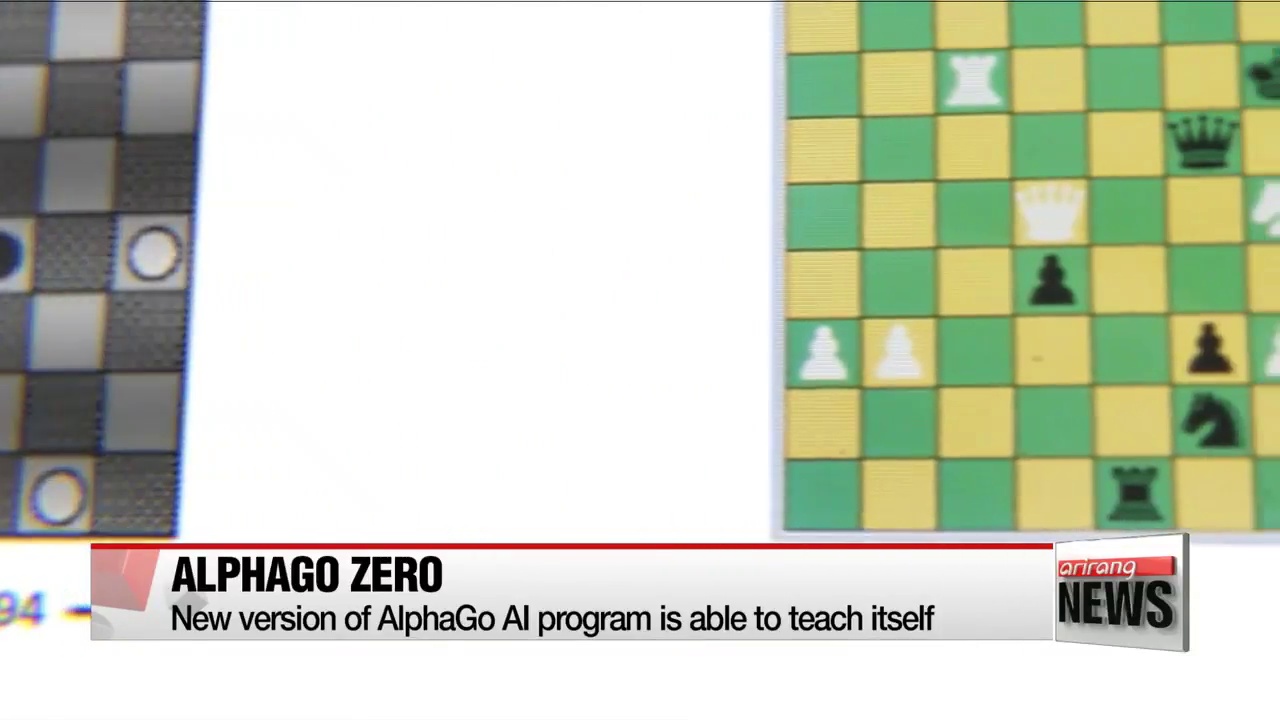 94 –
ALPHAGO ZERO
New version of AlphaGo AI program is able to teach itself
arirang
NEWS